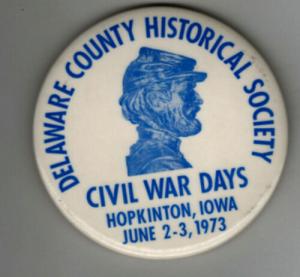 DELAWARE COUNTY HISTORICAL SOCIETY
CIVIL WAR DAYS
HOPKINTON, IOWA
JUNE 2-3, 1973